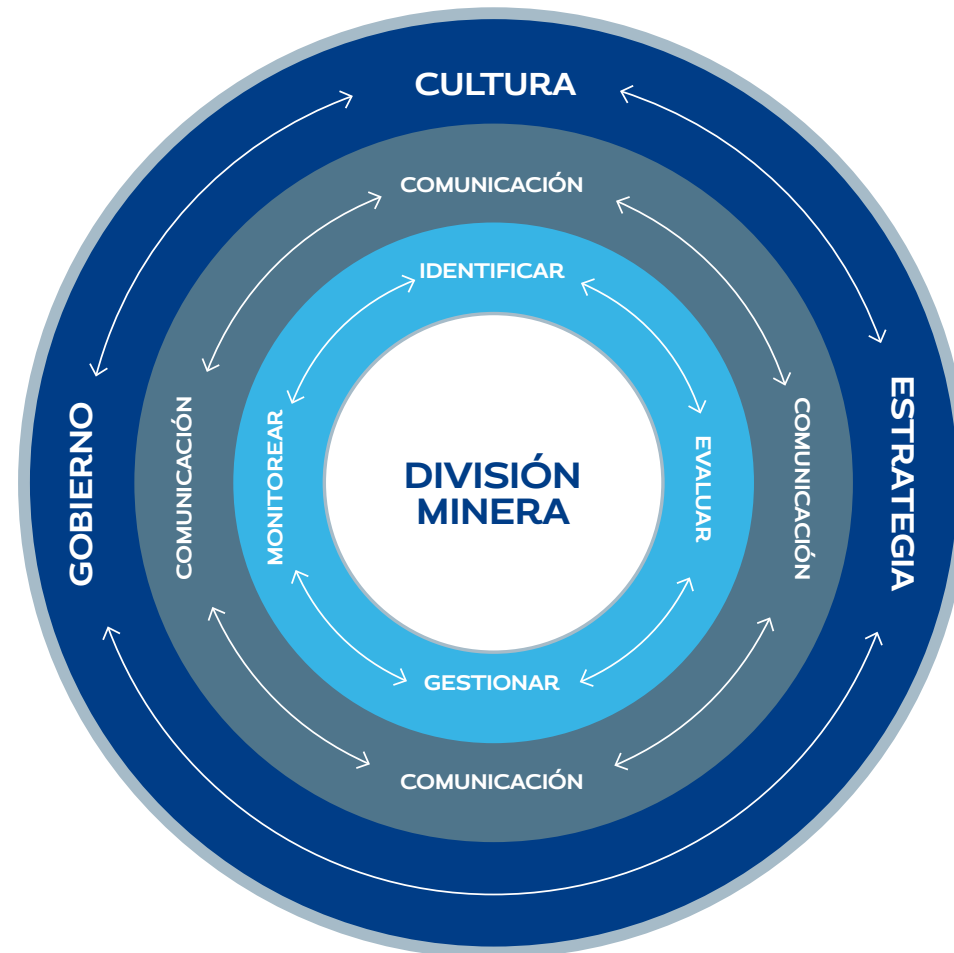 CULTURA
COMUNICACIÓN
IDENTIFICAR
GOBIERNO
COMUNICACIÓN
MONITOREAR
DIVISIÓN
MINERA
EVALUAR
COMUNICACIÓN
ESTRATEGIA
GESTIONAR
COMUNICACIÓN